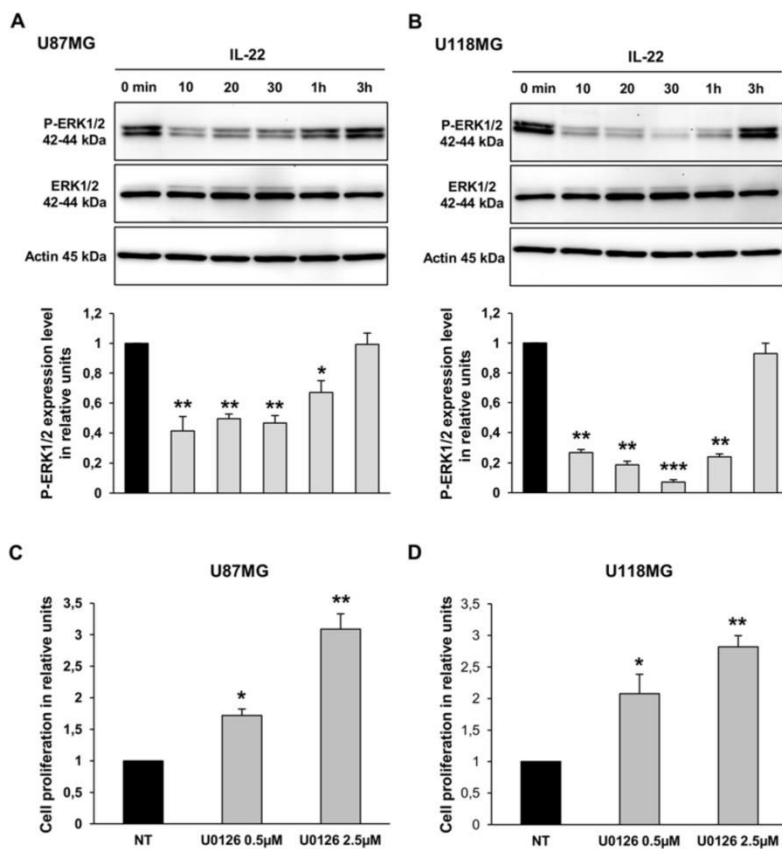 A
U87MG
IL-22
0 min 10 20 30 1h 3h
P-ERK1/2
42-44 kDa
ERK1/2
42-44 kDa
Actin 45 kDa
P-ERK1/2 expression level
in relative units
1,2
1
0,8
0,6
0,4
0,2
0
** ** ** *
B
U118MG
IL-22
0 min 10 20 30 1h 3h
P-ERK1/2
42-44 kDa
ERK1/2
42-44 kDa
Actin 45 kDa
P-ERK1/2 expression level
in relative units
1,2
1
0,8
0,6
0,4
0,2
0
** ** *** **
C
U87MG
Cell proliferation in relative units
3,5
3
2,5
2
1,5
1
0,5
0
* **
NT U0126 0.5µM U0126 2.5µM
D
U118MG
Cell proliferation in relative units
3,5
3
2,5
2
1,5
1
0,5
0
* **
NT U0126 0.5µM U0126 2.5µM